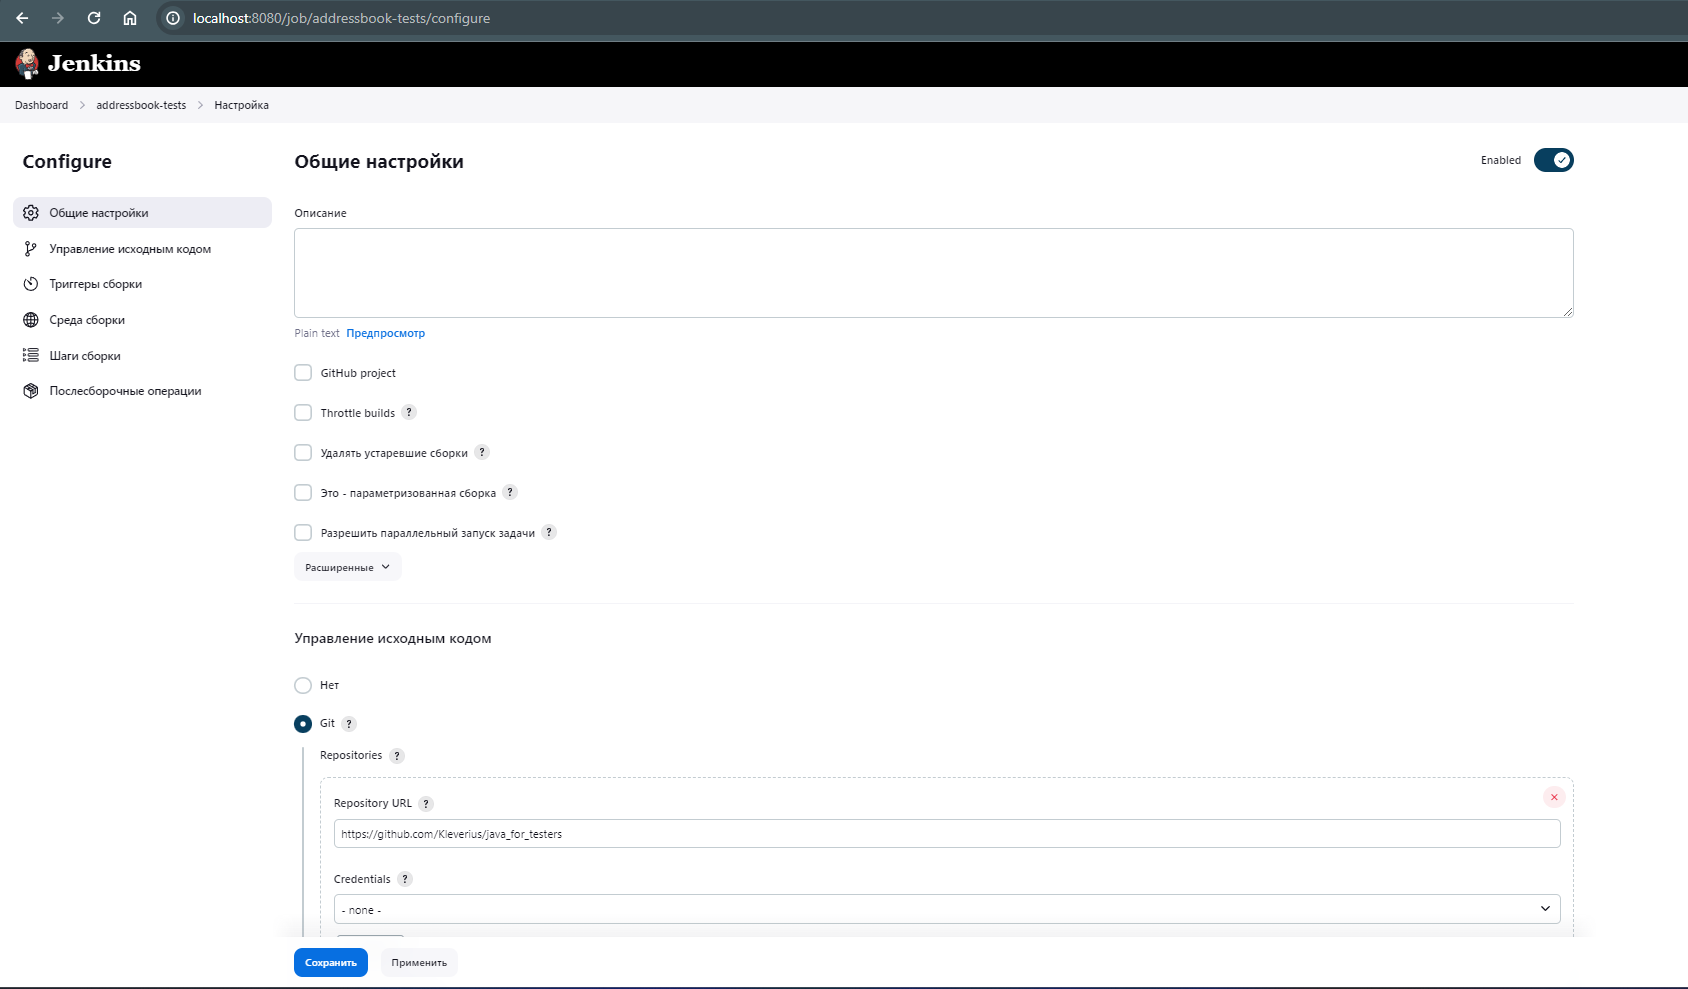 localhost:8080/job/addressbook-tests/configure
Jenkins
Dashboard > addressbook-tests > Настройка
Configure
Общие настройки
Управление исходным кодом
Триггеры сборки
Среда сборки
Шаги сборки
Послесборочные операции
Общие настройки
Enabled
Описание
Plain text Предпросмотр
GitHub project
Throttle builds ?
Удалять устаревшие сборки ?
Это - параметризованная сборка ?
Разрешить параллельный запуск задачи ?
Расширенные
Управление исходным кодом
Нет
Git ?
Repositories ?
Repository URL ?
https://github.com/Kleverius/java_for_testers
Credentials ?
- none -
Сохранить Применить